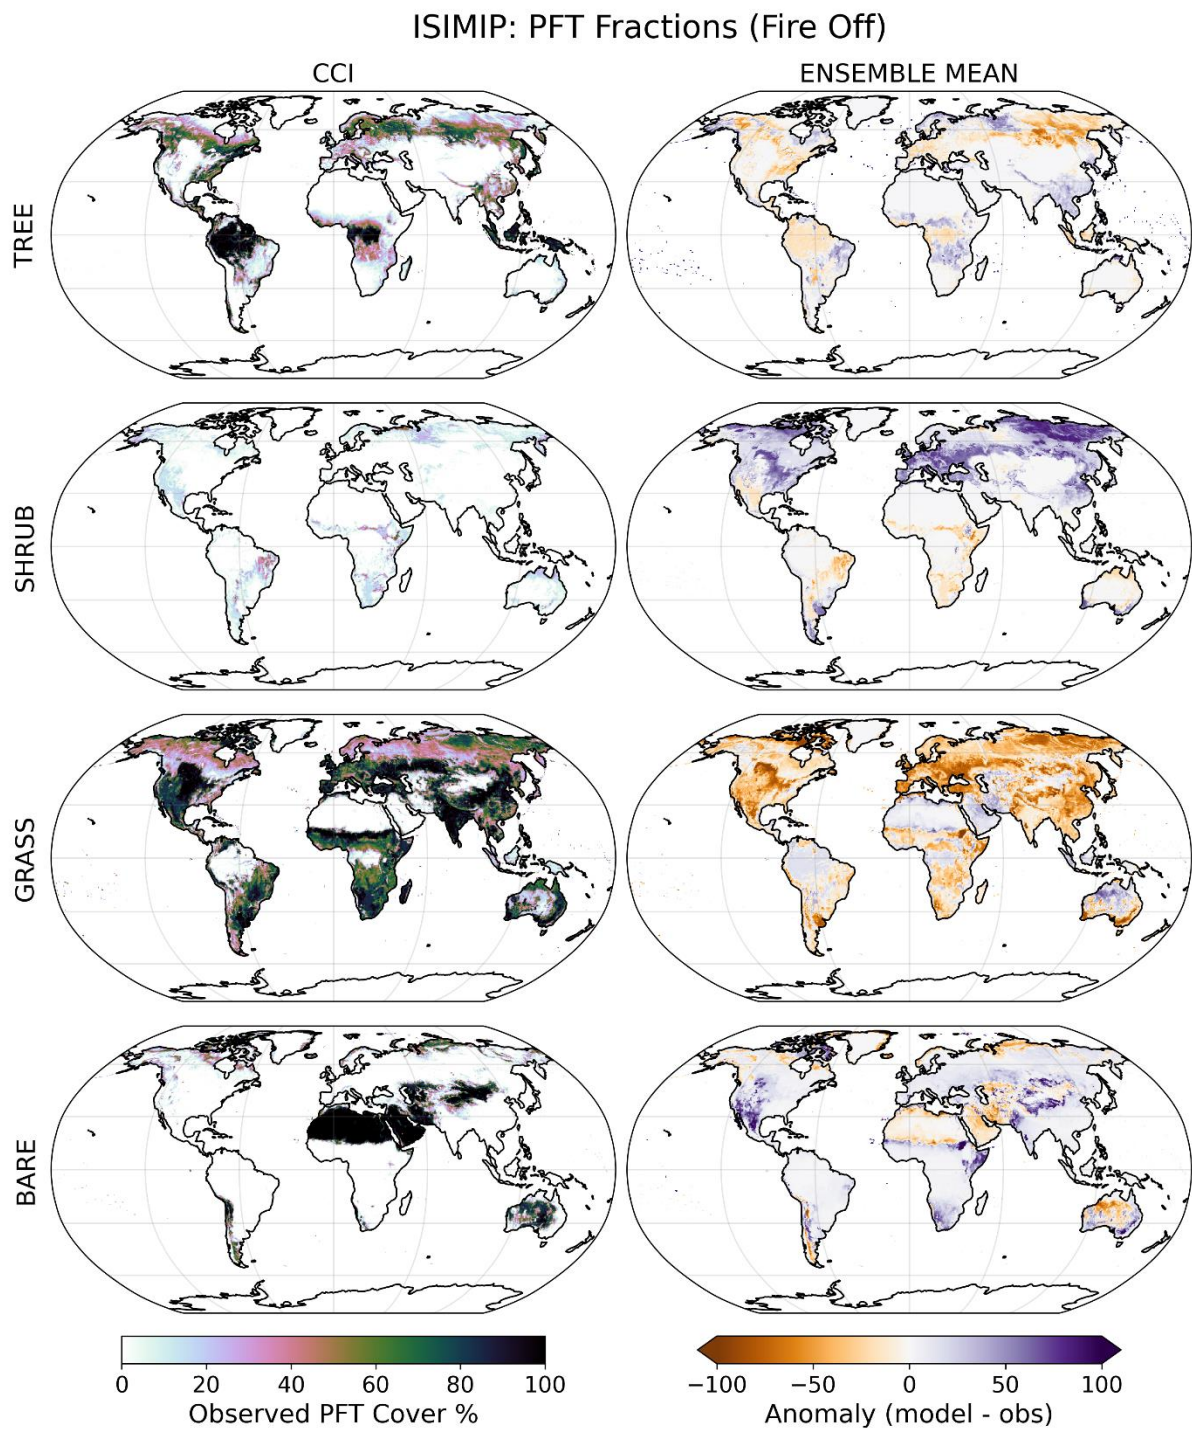 ISIMIP: PFT Fractions (Fire Off)
CCI
ENSEMBLE MEAN
TREE
SHRUB
GRASS
BARE
0 20 40 60 80 100
Observed PFT Cover %
−100 −50 0 50 100
Anomaly (model - obs)